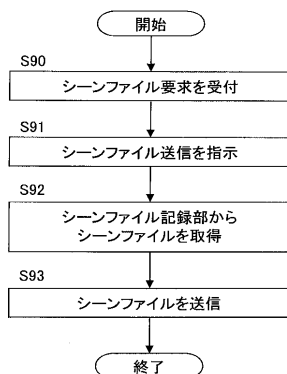 開始
S90
シーンファイル要求を受付
S91
シーンファイル送信を指示
S92
シーンファイル記録部から
シーンファイルを取得
S93
シーンファイルを送信
終了